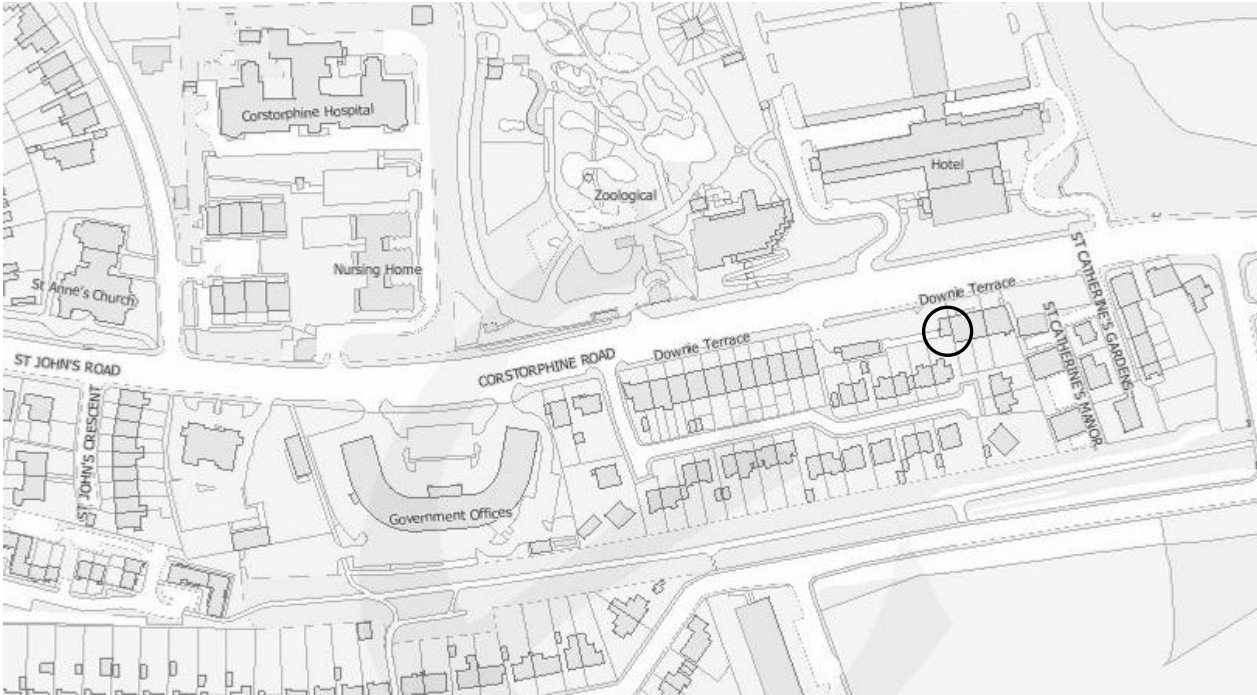 Corstorphine Hospital
Hotel
Zoological
Nursing Home
St Anne's Church
ST CATHERINE'S GARDENS
Downie Terrace
ST CATHERINE'S MANOR
Downie Terrace
ST JOHN'S ROAD
CORSTORPHINE ROAD
ST JOHN'S CRESCENT
Government Offices